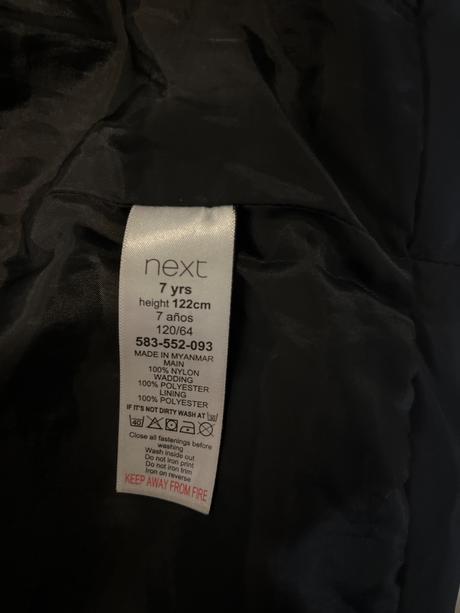 next
7 yrs
height 122cm
7 años
120/64
583-552-093
MADE IN MYANMAR
MAIN
100% NYLON
WADDING
100% POLYESTER
LINING
100% POLYESTER
IF IT'S NOT DIRTY WASH AT 30
40
Close all fastenings before
washing
Wash inside out
Do not iron print
Do not iron trim
Iron on reverse
KEEP AWAY FROM FIRE